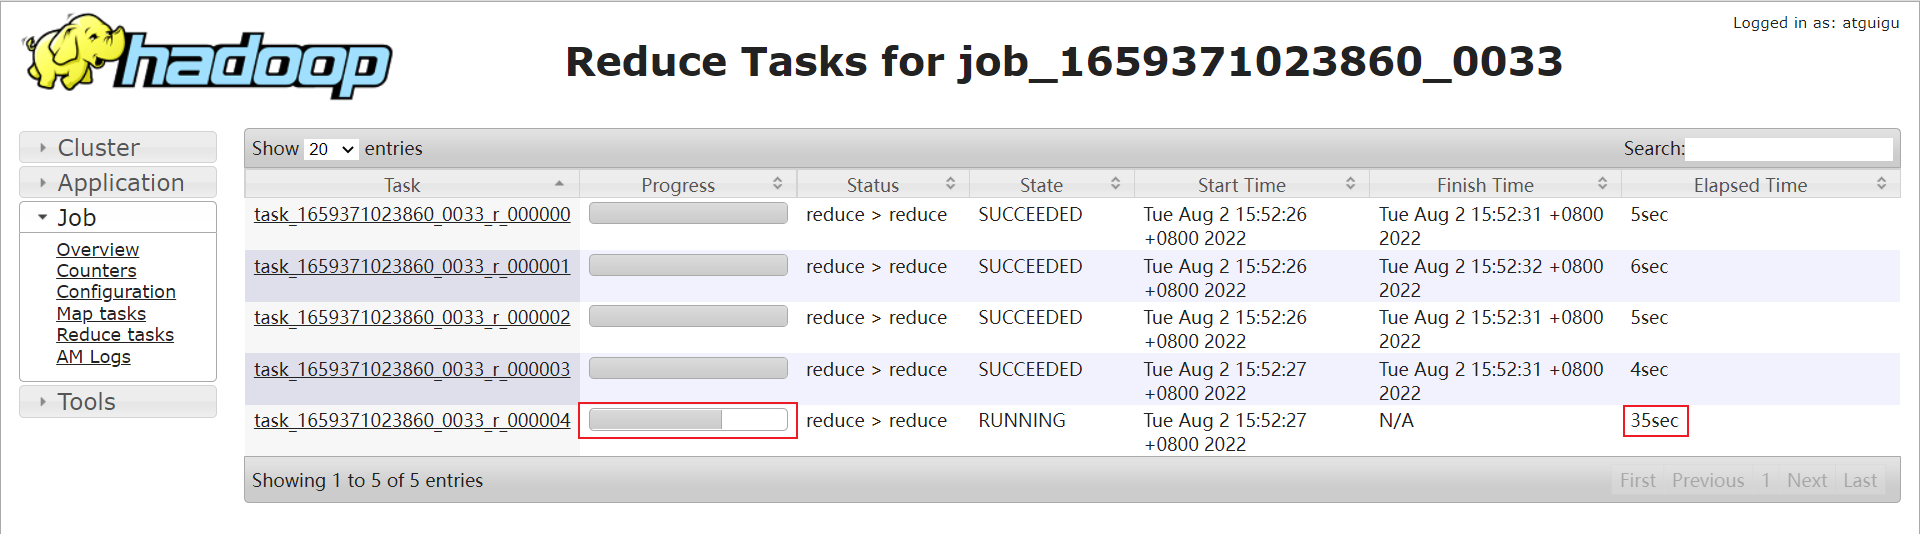 Logged in as: atguigu
hadoop
Reduce Tasks for job_1659371023860_0033
Cluster
Application
Job
Overview
Counters
Configuration
Map tasks
Reduce tasks
AM Logs
Tools
Show 20 entries Search:
Task Progress Status State Start Time Finish Time Elapsed Time
task_1659371023860_0033_r_000000 reduce > reduce SUCCEEDED Tue Aug 2 15:52:26 Tue Aug 2 15:52:31 +0800 5sec
+0800 2022 2022
task_1659371023860_0033_r_000001 reduce > reduce SUCCEEDED Tue Aug 2 15:52:26 Tue Aug 2 15:52:32 +0800 6sec
+0800 2022 2022
task_1659371023860_0033_r_000002 reduce > reduce SUCCEEDED Tue Aug 2 15:52:26 Tue Aug 2 15:52:31 +0800 5sec
+0800 2022 2022
task_1659371023860_0033_r_000003 reduce > reduce SUCCEEDED Tue Aug 2 15:52:27 Tue Aug 2 15:52:31 +0800 4sec
+0800 2022 2022
task_1659371023860_0033_r_000004 reduce > reduce RUNNING Tue Aug 2 15:52:27 N/A 35sec
+0800 2022
Showing 1 to 5 of 5 entries First Previous 1 Next Last